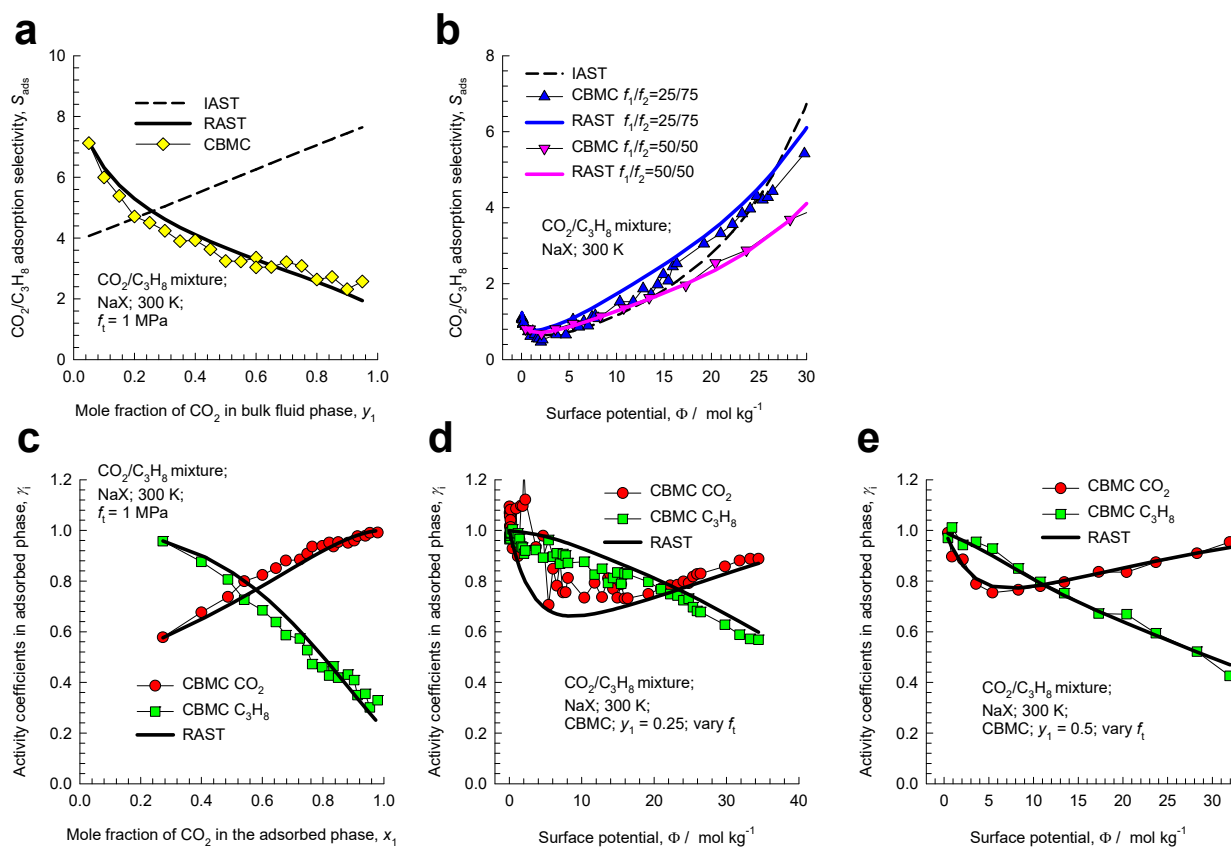 a
CO₂/C₃H₈ adsorption selectivity, S_ads
10
8
6
4
2
0
IAST
RAST
CBMC
CO₂/C₃H₈ mixture;
NaX; 300 K;
f_t = 1 MPa
0.0 0.2 0.4 0.6 0.8 1.0
Mole fraction of CO₂ in bulk fluid phase, y₁
b
CO₂/C₃H₈ adsorption selectivity, S_ads
8
6
4
2
0
IAST
CBMC f₁/f₂=25/75
RAST f₁/f₂=25/75
CBMC f₁/f₂=50/50
RAST f₁/f₂=50/50
CO₂/C₃H₈ mixture;
NaX; 300 K
0 5 10 15 20 25 30
Surface potential, Φ / mol kg⁻¹
c
Activity coefficients in adsorbed phase, γᵢ
1.2
1.0
0.8
0.6
0.4
0.2
0.0
CO₂/C₃H₈ mixture;
NaX; 300 K;
f_t = 1 MPa
CBMC CO₂
CBMC C₃H₈
RAST
0.0 0.2 0.4 0.6 0.8 1.0
Mole fraction of CO₂ in the adsorbed phase, x₁
d
Activity coefficients in adsorbed phase, γᵢ
1.2
1.0
0.8
0.6
0.4
0.2
0.0
CBMC CO₂
CBMC C₃H₈
RAST
CO₂/C₃H₈ mixture;
NaX; 300 K;
CBMC; y₁ = 0.25; vary f_t
0 10 20 30 40
Surface potential, Φ / mol kg⁻¹
e
Activity coefficients in adsorbed phase, γᵢ
1.2
1.0
0.8
0.6
0.4
0.2
0.0
CBMC CO₂
CBMC C₃H₈
RAST
CO₂/C₃H₈ mixture;
NaX; 300 K;
CBMC; y₁ = 0.5; vary f_t
0 5 10 15 20 25 30
Surface potential, Φ / mol kg⁻¹